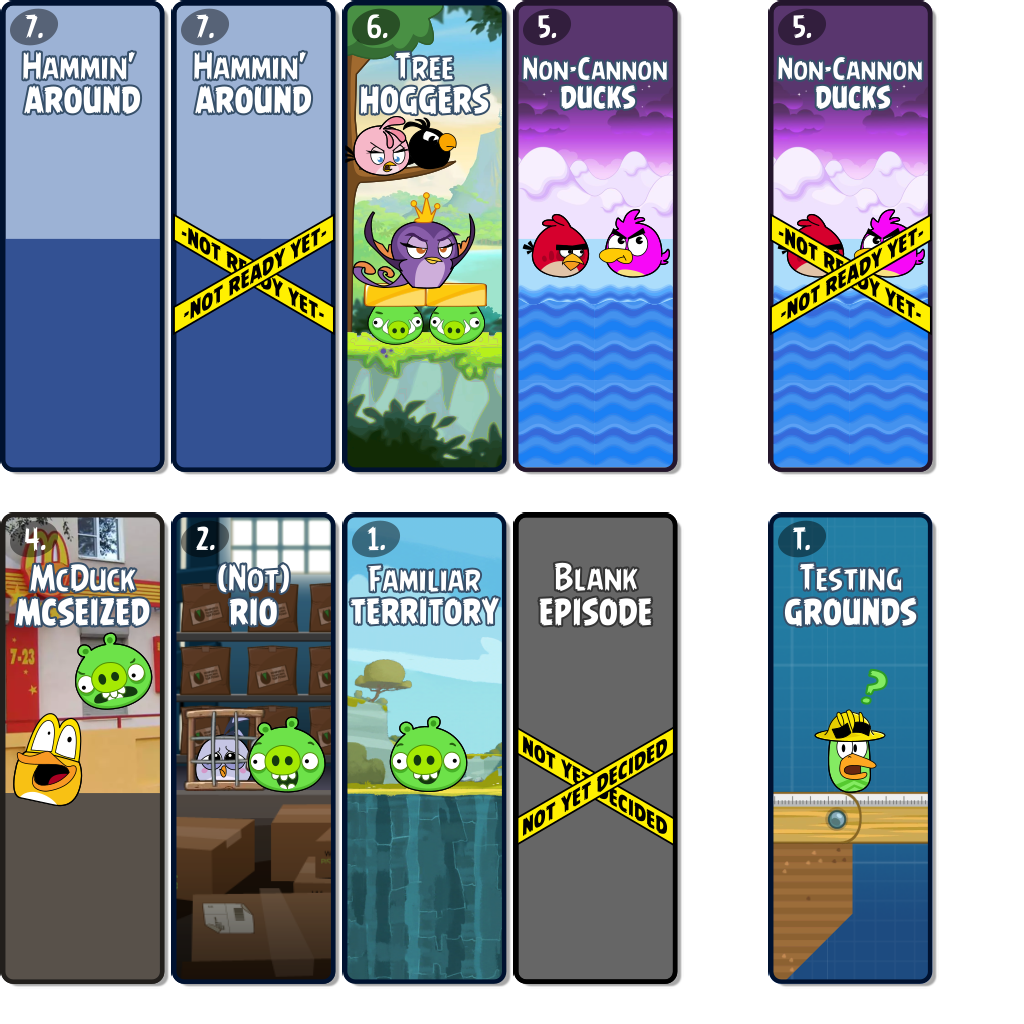 7.
HAMMIN'
AROUND
7.
HAMMIN'
AROUND
-NOT READY YET-
-NOT READY YET-
6.
TREE
HOGGERS
5.
NON-CANNON
DUCKS
5.
NON-CANNON
DUCKS
-NOT READY YET-
-NOT READY YET-
4.
MCDUCK
MCSEIZED
7-23
2.
(NOT)
RIO
1.
FAMILIAR
TERRITORY
BLANK
EPISODE
NOT YET DECIDED
NOT YET DECIDED
T.
TESTING
GROUNDS
?